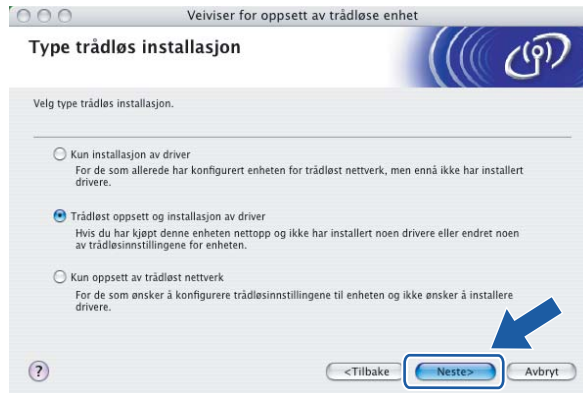 Veiviser for oppsett av trådløse enhet
Type trådløs installasjon
Velg type trådløs installasjon.
Kun installasjon av driver
For de som allerede har konfigurert enheten for trådløst nettverk, men ennå ikke har installert
drivere.
Trådløst oppsett og installasjon av driver
Hvis du har kjøpt denne enheten nettopp og ikke har installert noen drivere eller endret noen
av trådløsinnstillingene for enheten.
Kun oppsett av trådløst nettverk
For de som ønsker å konfigurere trådløsinnstillingene til enheten og ikke ønsker å installere
drivere.
? <Tilbake Neste> Avbryt